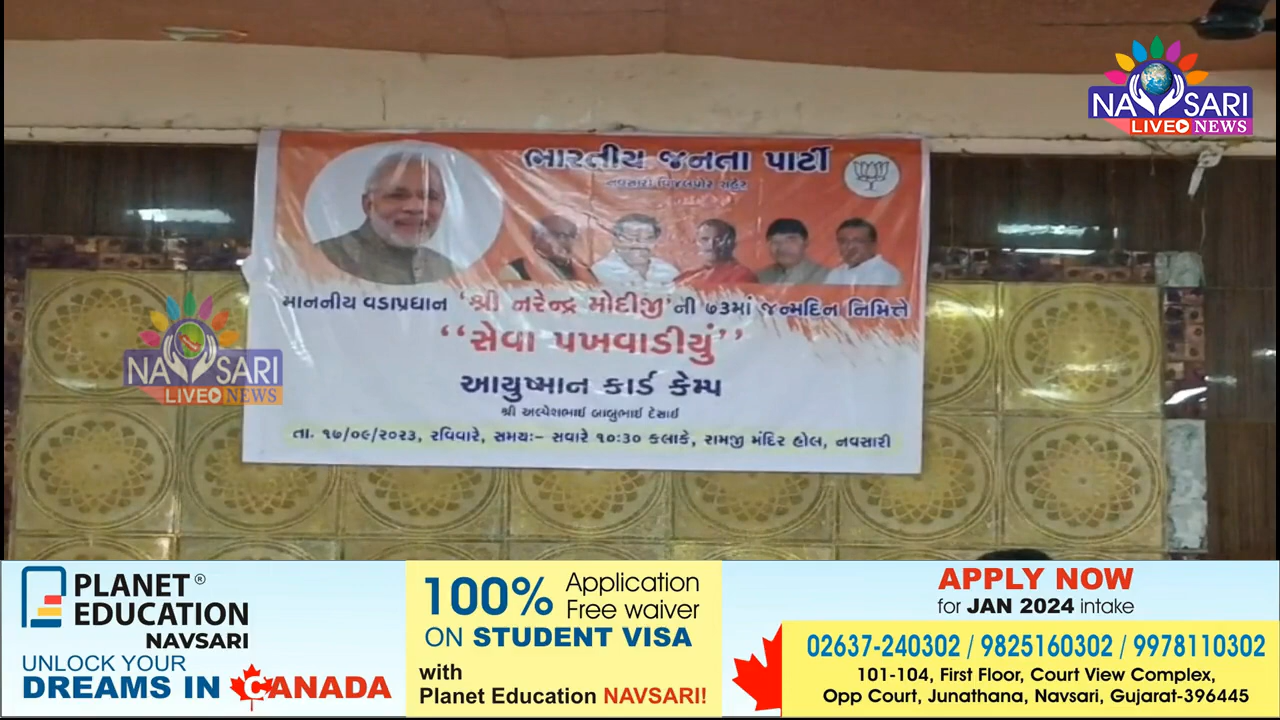 NAVSARI
LIVE NEWS
ભારતીય જનતા પાર્ટી
નવસારી વિજલપોર શહેર
માનનીય વડાપ્રધાન ‘શ્રી નરેન્દ્ર મોદીજી’ ની ૭૩માં જન્મદિન નિમિત્તે
‘‘સેવા પખવાડીયું’’
NAVSARI
LIVE NEWS
આયુષ્માન કાર્ડ કેમ્પ
શ્રી અલ્પેશભાઈ બાબુભાઈ દેસાઈ
તા. ૧૭/૦૯/૨૦૨૩, રવિવારે, સમયઃ- સવારે ૧૦:૩૦ કલાકે, રામજી મંદિર હોલ, નવસારી
PLANET ®
EDUCATION
NAVSARI
UNLOCK YOUR
DREAMS IN CANADA
100% Application
Free waiver
ON STUDENT VISA
with
Planet Education NAVSARI!
APPLY NOW
for JAN 2024 intake
02637-240302 / 9825160302 / 9978110302
101-104, First Floor, Court View Complex,
Opp Court, Junathana, Navsari, Gujarat-396445